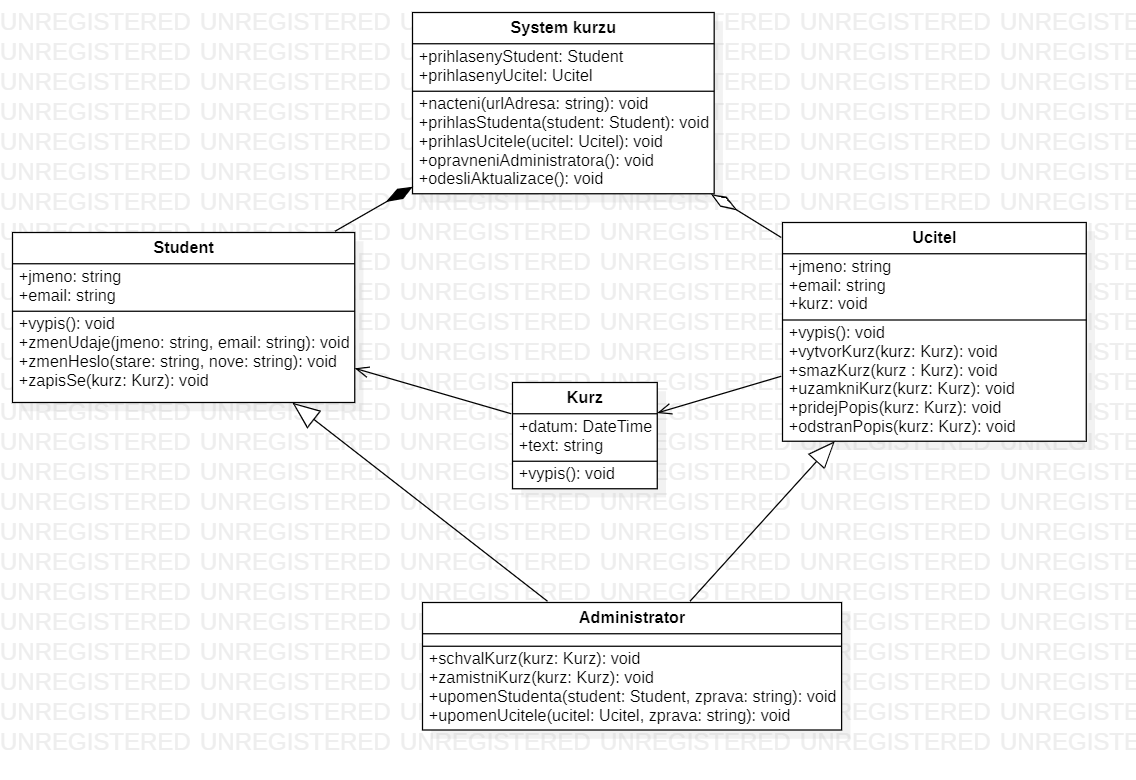 System kurzu
+prihlasenyStudent: Student
+prihlasenyUcitel: Ucitel
+nacteni(urlAdresa: string): void
+prihlasStudenta(student: Student): void
+prihlasUcitele(ucitel: Ucitel): void
+opravneniAdministratora(): void
+odesliAktualizace(): void
Student
+jmeno: string
+email: string
+vypis(): void
+zmenUdaje(jmeno: string, email: string): void
+zmenHeslo(stare: string, nove: string): void
+zapisSe(kurz: Kurz): void
Ucitel
+jmeno: string
+email: string
+kurz: void
+vypis(): void
+vytvorKurz(kurz: Kurz): void
+smazKurz(kurz : Kurz): void
+uzamkniKurz(kurz: Kurz): void
+pridejPopis(kurz: Kurz): void
+odstranPopis(kurz: Kurz): void
Kurz
+datum: DateTime
+text: string
+vypis(): void
Administrator
+schvalKurz(kurz: Kurz): void
+zamistniKurz(kurz: Kurz): void
+upomenStudenta(student: Student, zprava: string): void
+upomenUcitele(ucitel: Ucitel, zprava: string): void
UNREGISTERED